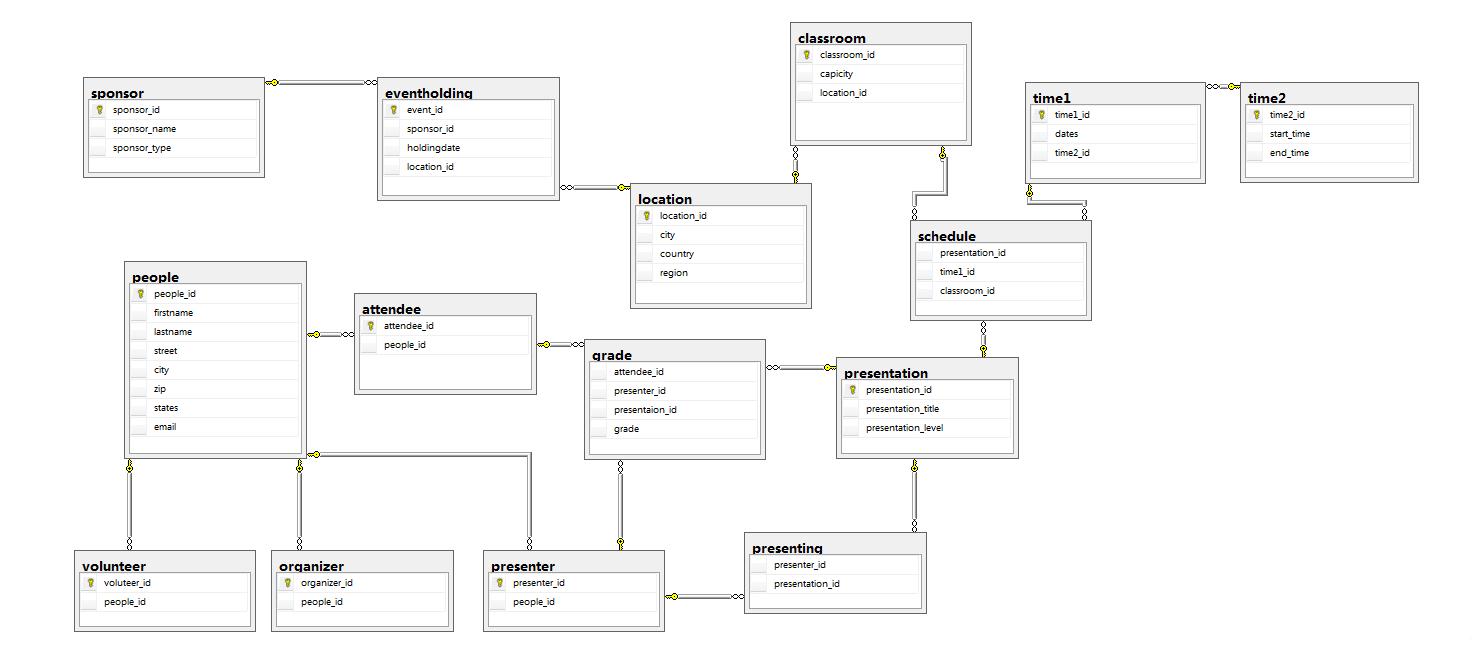 classroom
classroom_id
capicity
location_id
sponsor
sponsor_id
sponsor_name
sponsor_type
eventholding
event_id
sponsor_id
holdingdate
location_id
time1
time1_id
dates
time2_id
time2
time2_id
start_time
end_time
location
location_id
city
country
region
schedule
presentation_id
time1_id
classroom_id
people
people_id
firstname
lastname
street
city
zip
states
email
attendee
attendee_id
people_id
grade
attendee_id
presenter_id
presentaion_id
grade
presentation
presentation_id
presentation_title
presentation_level
volunteer
voluteer_id
people_id
organizer
organizer_id
people_id
presenter
presenter_id
people_id
presenting
presenter_id
presentation_id